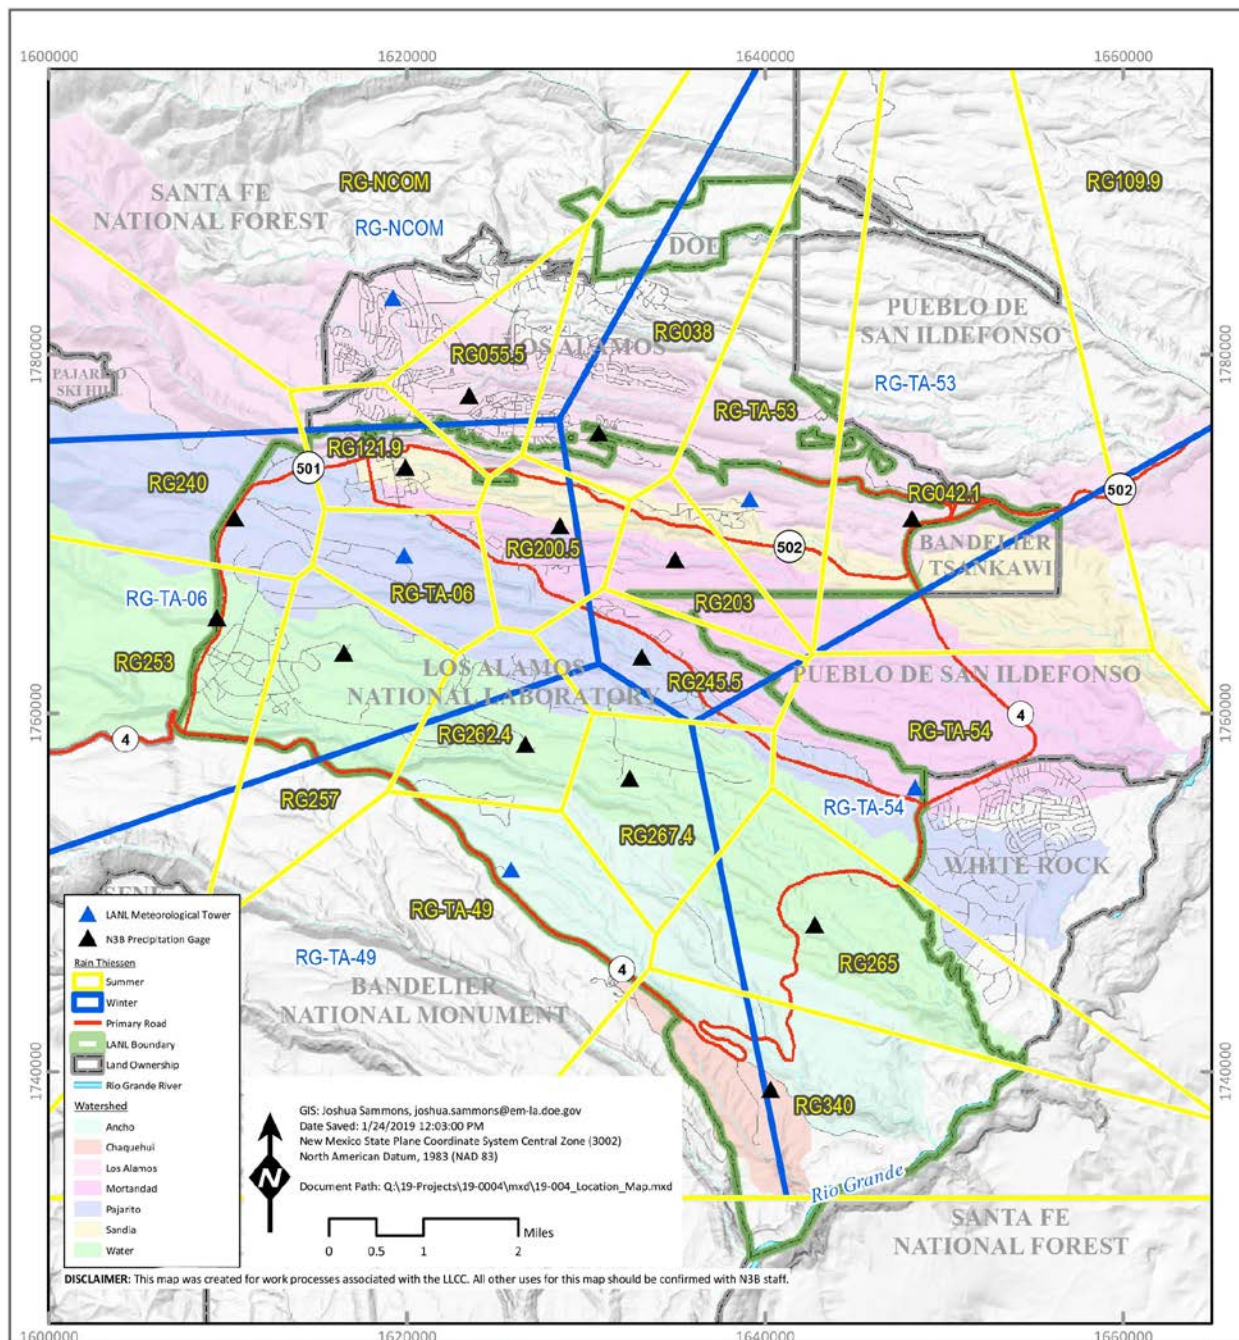 1600000 1620000 1640000 1660000
RG-NCOM
RG109.9
SANTA FE
NATIONAL FOREST
RG-NCOM
DOE
PUEBLO DE
SAN ILDEFONSO
1780000
1780000
RG038
LOS ALAMOS
RG055.5
PAJARITO
SKI HILL
RG-TA-53
RG-TA-53
RG121.9
501
RG240
RG042.1
502
RG200.5
502
BANDELIER
/ TSANKAWI
RG-TA-06
RG-TA-06
RG203
RG253
LOS ALAMOS
NATIONAL LABORATORY
RG245.5
PUEBLO DE SAN ILDEFONSO
1760000
1760000
4
4
RG262.4
RG-TA-54
RG257
RG-TA-54
RG267.4
WHITE ROCK
RG-TA-49
RG-TA-49
RG265
4
BANDELIER
NATIONAL MONUMENT
LANL Meteorological Tower
N3B Precipitation Gage
Rain Thiessen
Summer
Winter
Primary Road
LANL Boundary
Land Ownership
Rio Grande River
Watershed
Ancho
Chaquehui
Los Alamos
Mortandad
Pajarito
Sandia
Water
1740000
1740000
RG340
GIS: Joshua Sammons, joshua.sammons@em-la.doe.gov
Date Saved: 1/24/2019 12:03:00 PM
New Mexico State Plane Coordinate System Central Zone (3002)
North American Datum, 1983 (NAD 83)
N
Document Path: Q:\19-Projects\19-0004\mxd\19-004_Location_Map.mxd
Rio Grande
Miles
0 0.5 1 2
SANTA FE
NATIONAL FOREST
DISCLAIMER: This map was created for work processes associated with the LLCC. All other uses for this map should be confirmed with N3B staff.
1600000 1620000 1640000 1660000